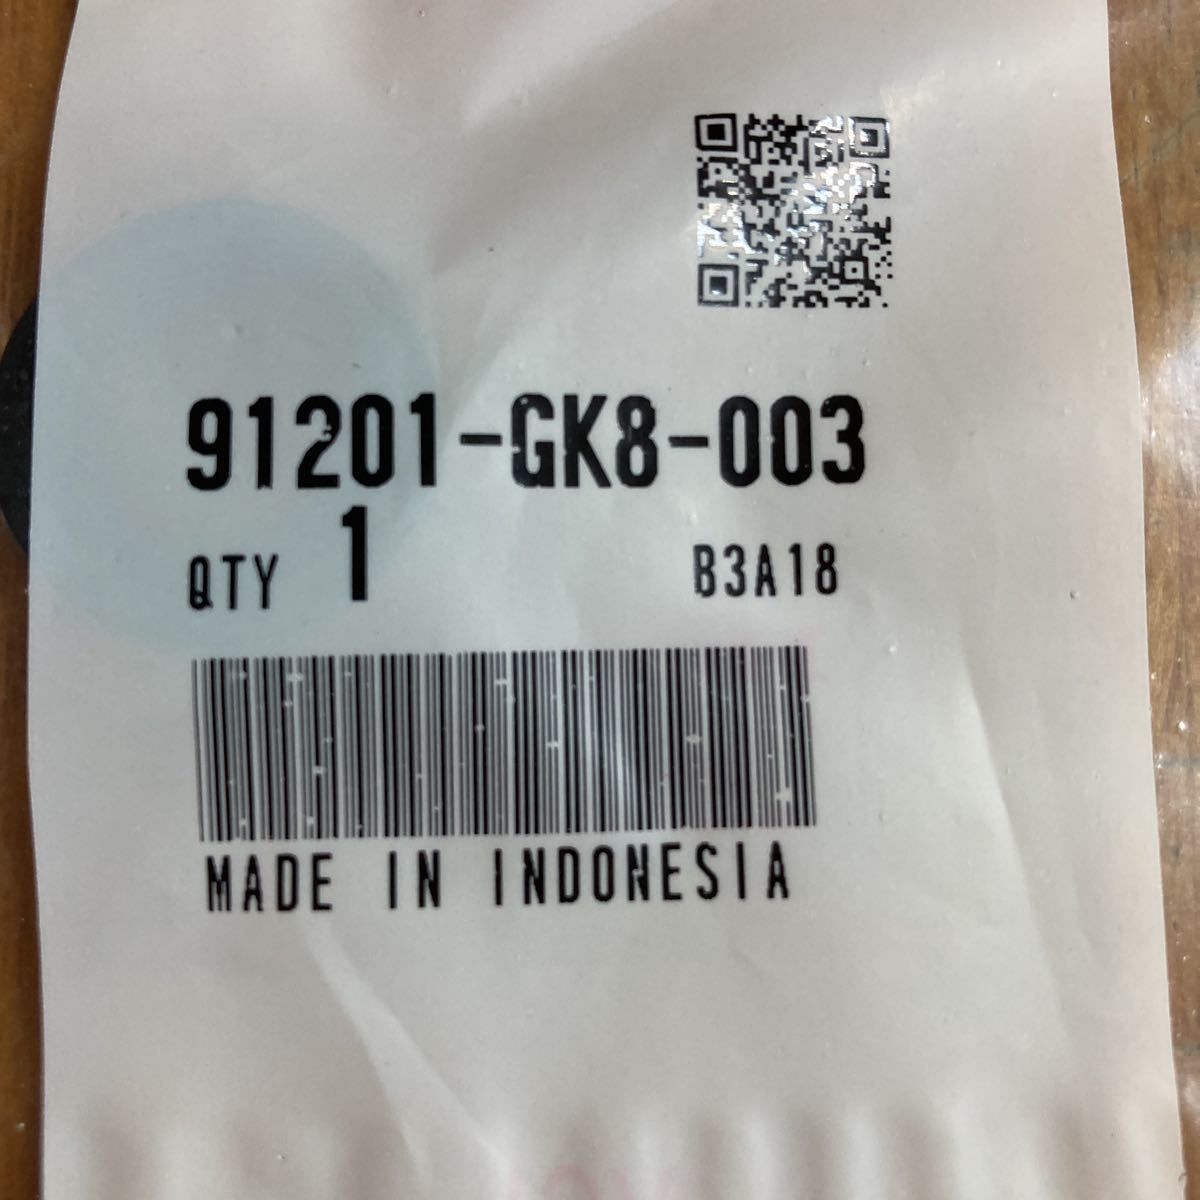 91201-GK8-003
QTY 1 B3A18
MADE IN INDONESIA